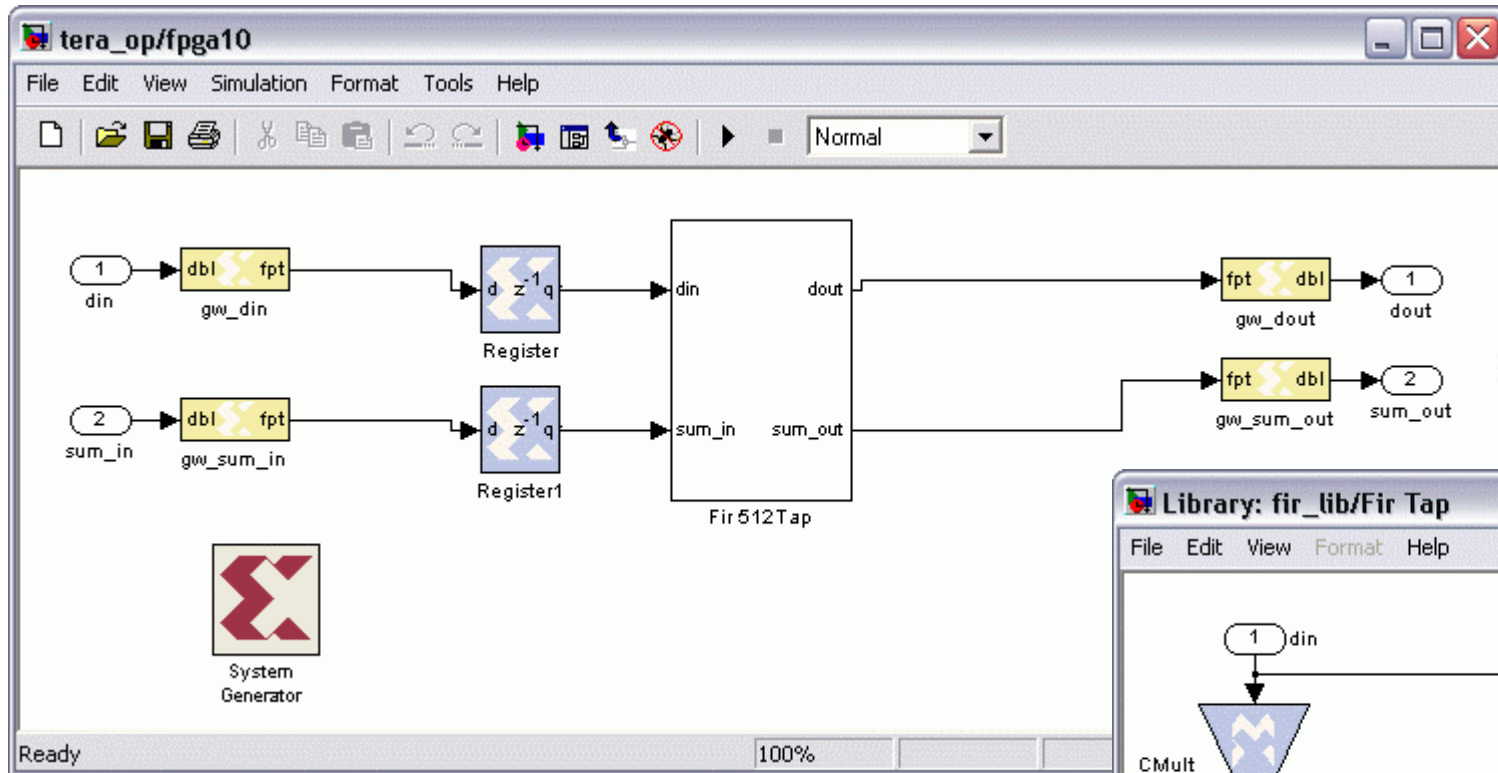 tera_op/fpga10
File Edit View Simulation Format Tools Help
Normal
1
din
dbl fpt
gw_din
d z-1 q
Register
din dout
fpt dbl
gw_dout
1
dout
2
sum_in
dbl fpt
gw_sum_in
d z-1 q
Register1
sum_in sum_out
Fir512Tap
fpt dbl
gw_sum_out
2
sum_out
System
Generator
Ready
100%
Library: fir_lib/Fir Tap
File Edit View Format Help
1 din
CMult